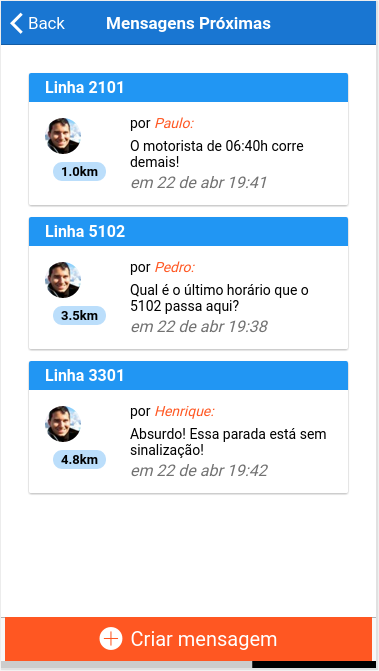 Back
Mensagens Próximas
Linha 2101
por Paulo:
O motorista de 06:40h corre
demais!
1.0km
em 22 de abr 19:41
Linha 5102
por Pedro:
Qual é o último horário que o
5102 passa aqui?
3.5km
em 22 de abr 19:38
Linha 3301
por Henrique:
Absurdo! Essa parada está sem
sinalização!
4.8km
em 22 de abr 19:42
Criar mensagem